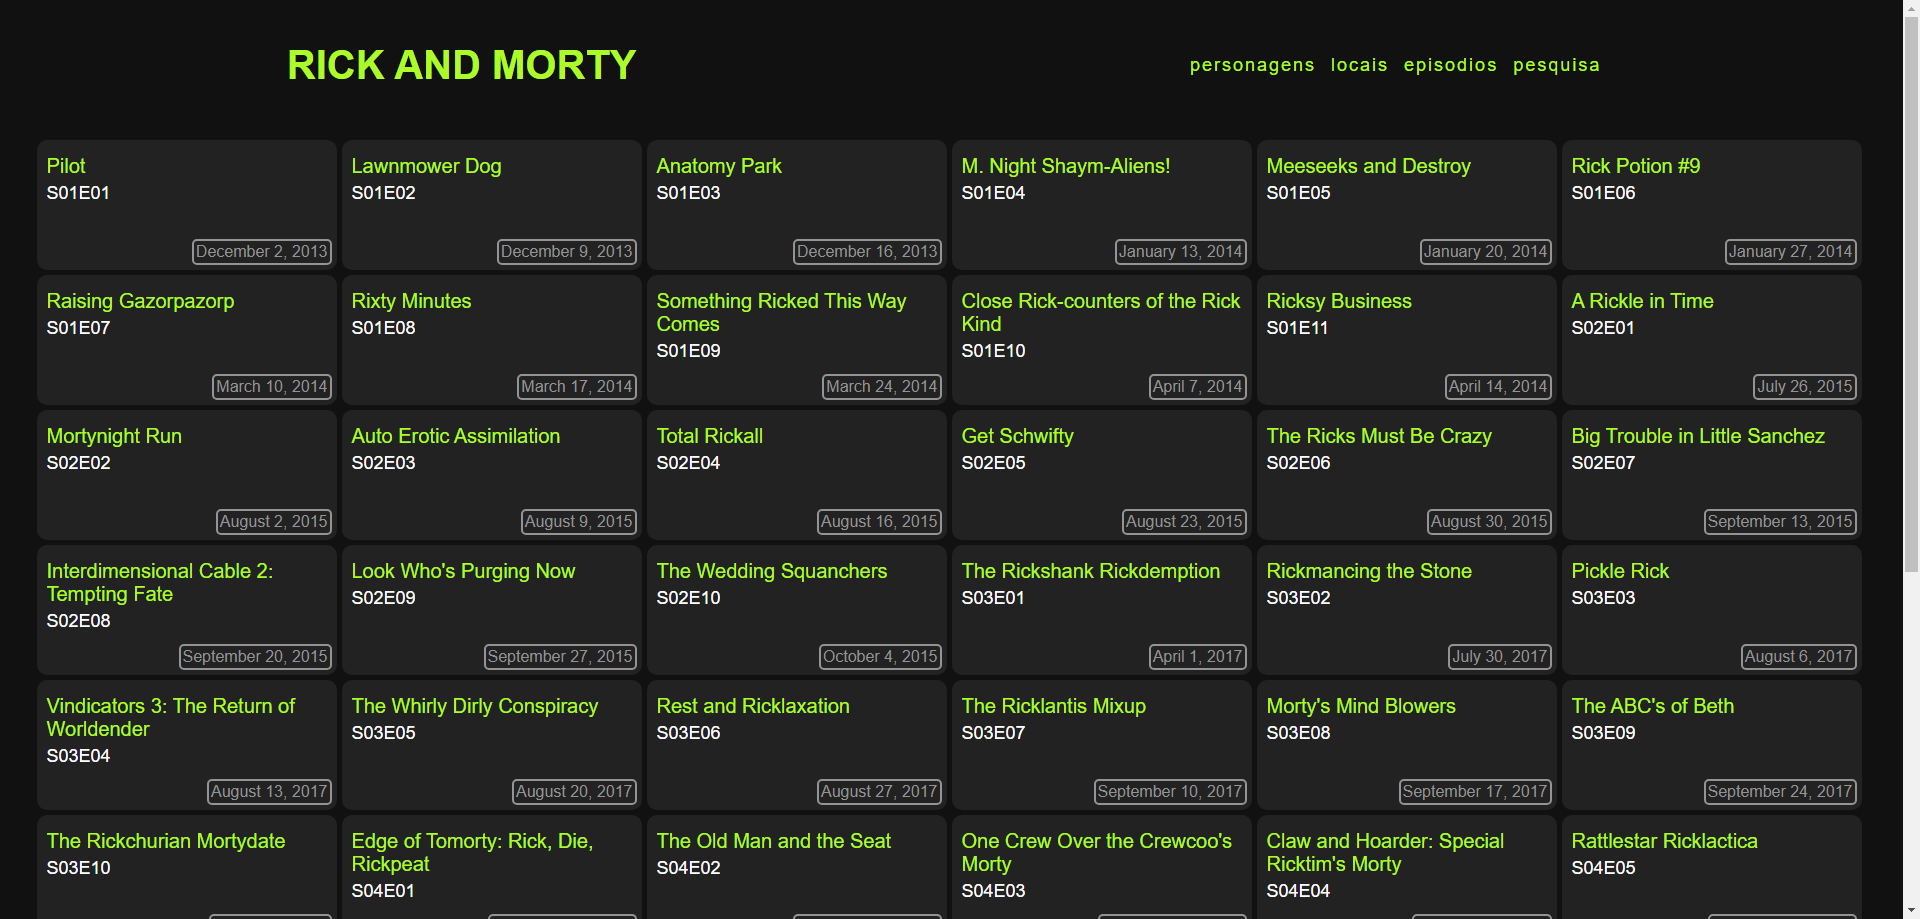 RICK AND MORTY
personagens locais episodios pesquisa
Pilot
S01E01
December 2, 2013
Lawnmower Dog
S01E02
December 9, 2013
Anatomy Park
S01E03
December 16, 2013
M. Night Shaym-Aliens!
S01E04
January 13, 2014
Meeseeks and Destroy
S01E05
January 20, 2014
Rick Potion #9
S01E06
January 27, 2014
Raising Gazorpazorp
S01E07
March 10, 2014
Rixty Minutes
S01E08
March 17, 2014
Something Ricked This Way
Comes
S01E09
March 24, 2014
Close Rick-counters of the Rick
Kind
S01E10
April 7, 2014
Ricksy Business
S01E11
April 14, 2014
A Rickle in Time
S02E01
July 26, 2015
Mortynight Run
S02E02
August 2, 2015
Auto Erotic Assimilation
S02E03
August 9, 2015
Total Rickall
S02E04
August 16, 2015
Get Schwifty
S02E05
August 23, 2015
The Ricks Must Be Crazy
S02E06
August 30, 2015
Big Trouble in Little Sanchez
S02E07
September 13, 2015
Interdimensional Cable 2:
Tempting Fate
S02E08
September 20, 2015
Look Who's Purging Now
S02E09
September 27, 2015
The Wedding Squanchers
S02E10
October 4, 2015
The Rickshank Rickdemption
S03E01
April 1, 2017
Rickmancing the Stone
S03E02
July 30, 2017
Pickle Rick
S03E03
August 6, 2017
Vindicators 3: The Return of
Worldender
S03E04
August 13, 2017
The Whirly Dirly Conspiracy
S03E05
August 20, 2017
Rest and Ricklaxation
S03E06
August 27, 2017
The Ricklantis Mixup
S03E07
September 10, 2017
Morty's Mind Blowers
S03E08
September 17, 2017
The ABC's of Beth
S03E09
September 24, 2017
The Rickchurian Mortydate
S03E10
Edge of Tomorty: Rick, Die,
Rickpeat
S04E01
The Old Man and the Seat
S04E02
One Crew Over the Crewcoo's
Morty
S04E03
Claw and Hoarder: Special
Ricktim's Morty
S04E04
Rattlestar Ricklactica
S04E05